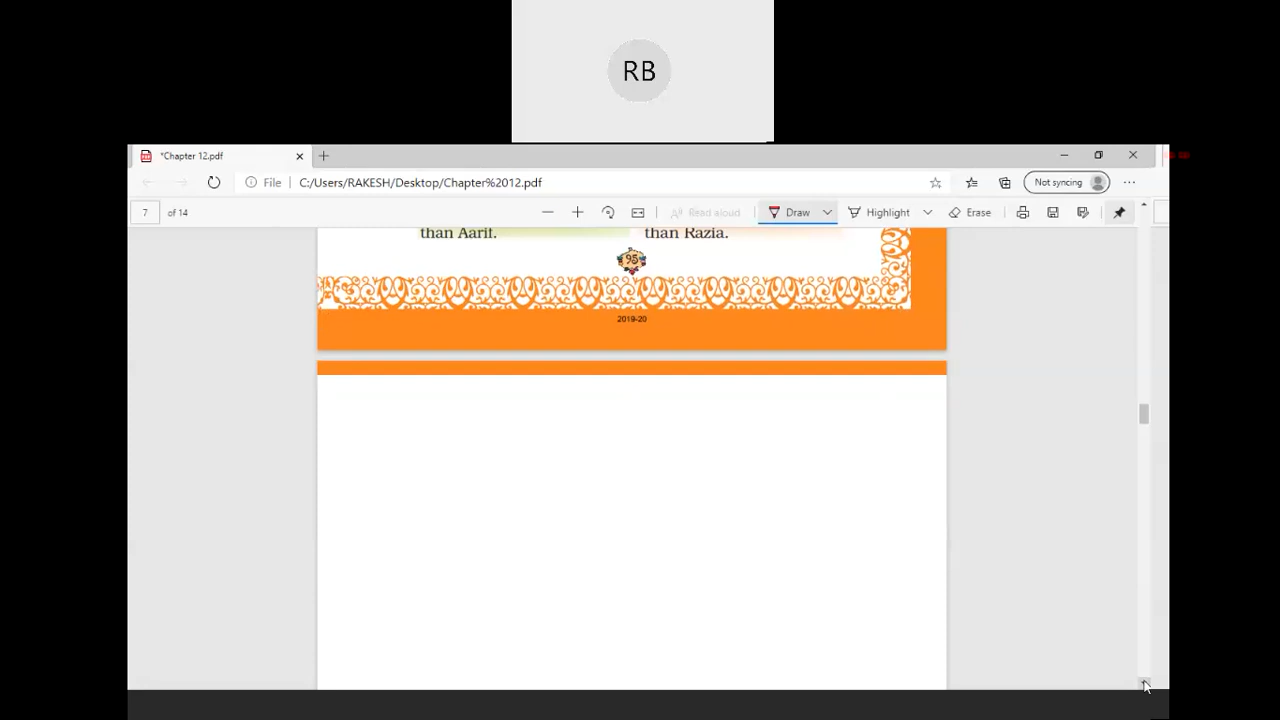 RB
*Chapter 12.pdf
File C:/Users/RAKESH/Desktop/Chapter%2012.pdf
Not syncing
7 of 14
Read aloud
Draw
Highlight
Erase
than Aarif.
than Razia.
95
2019-20